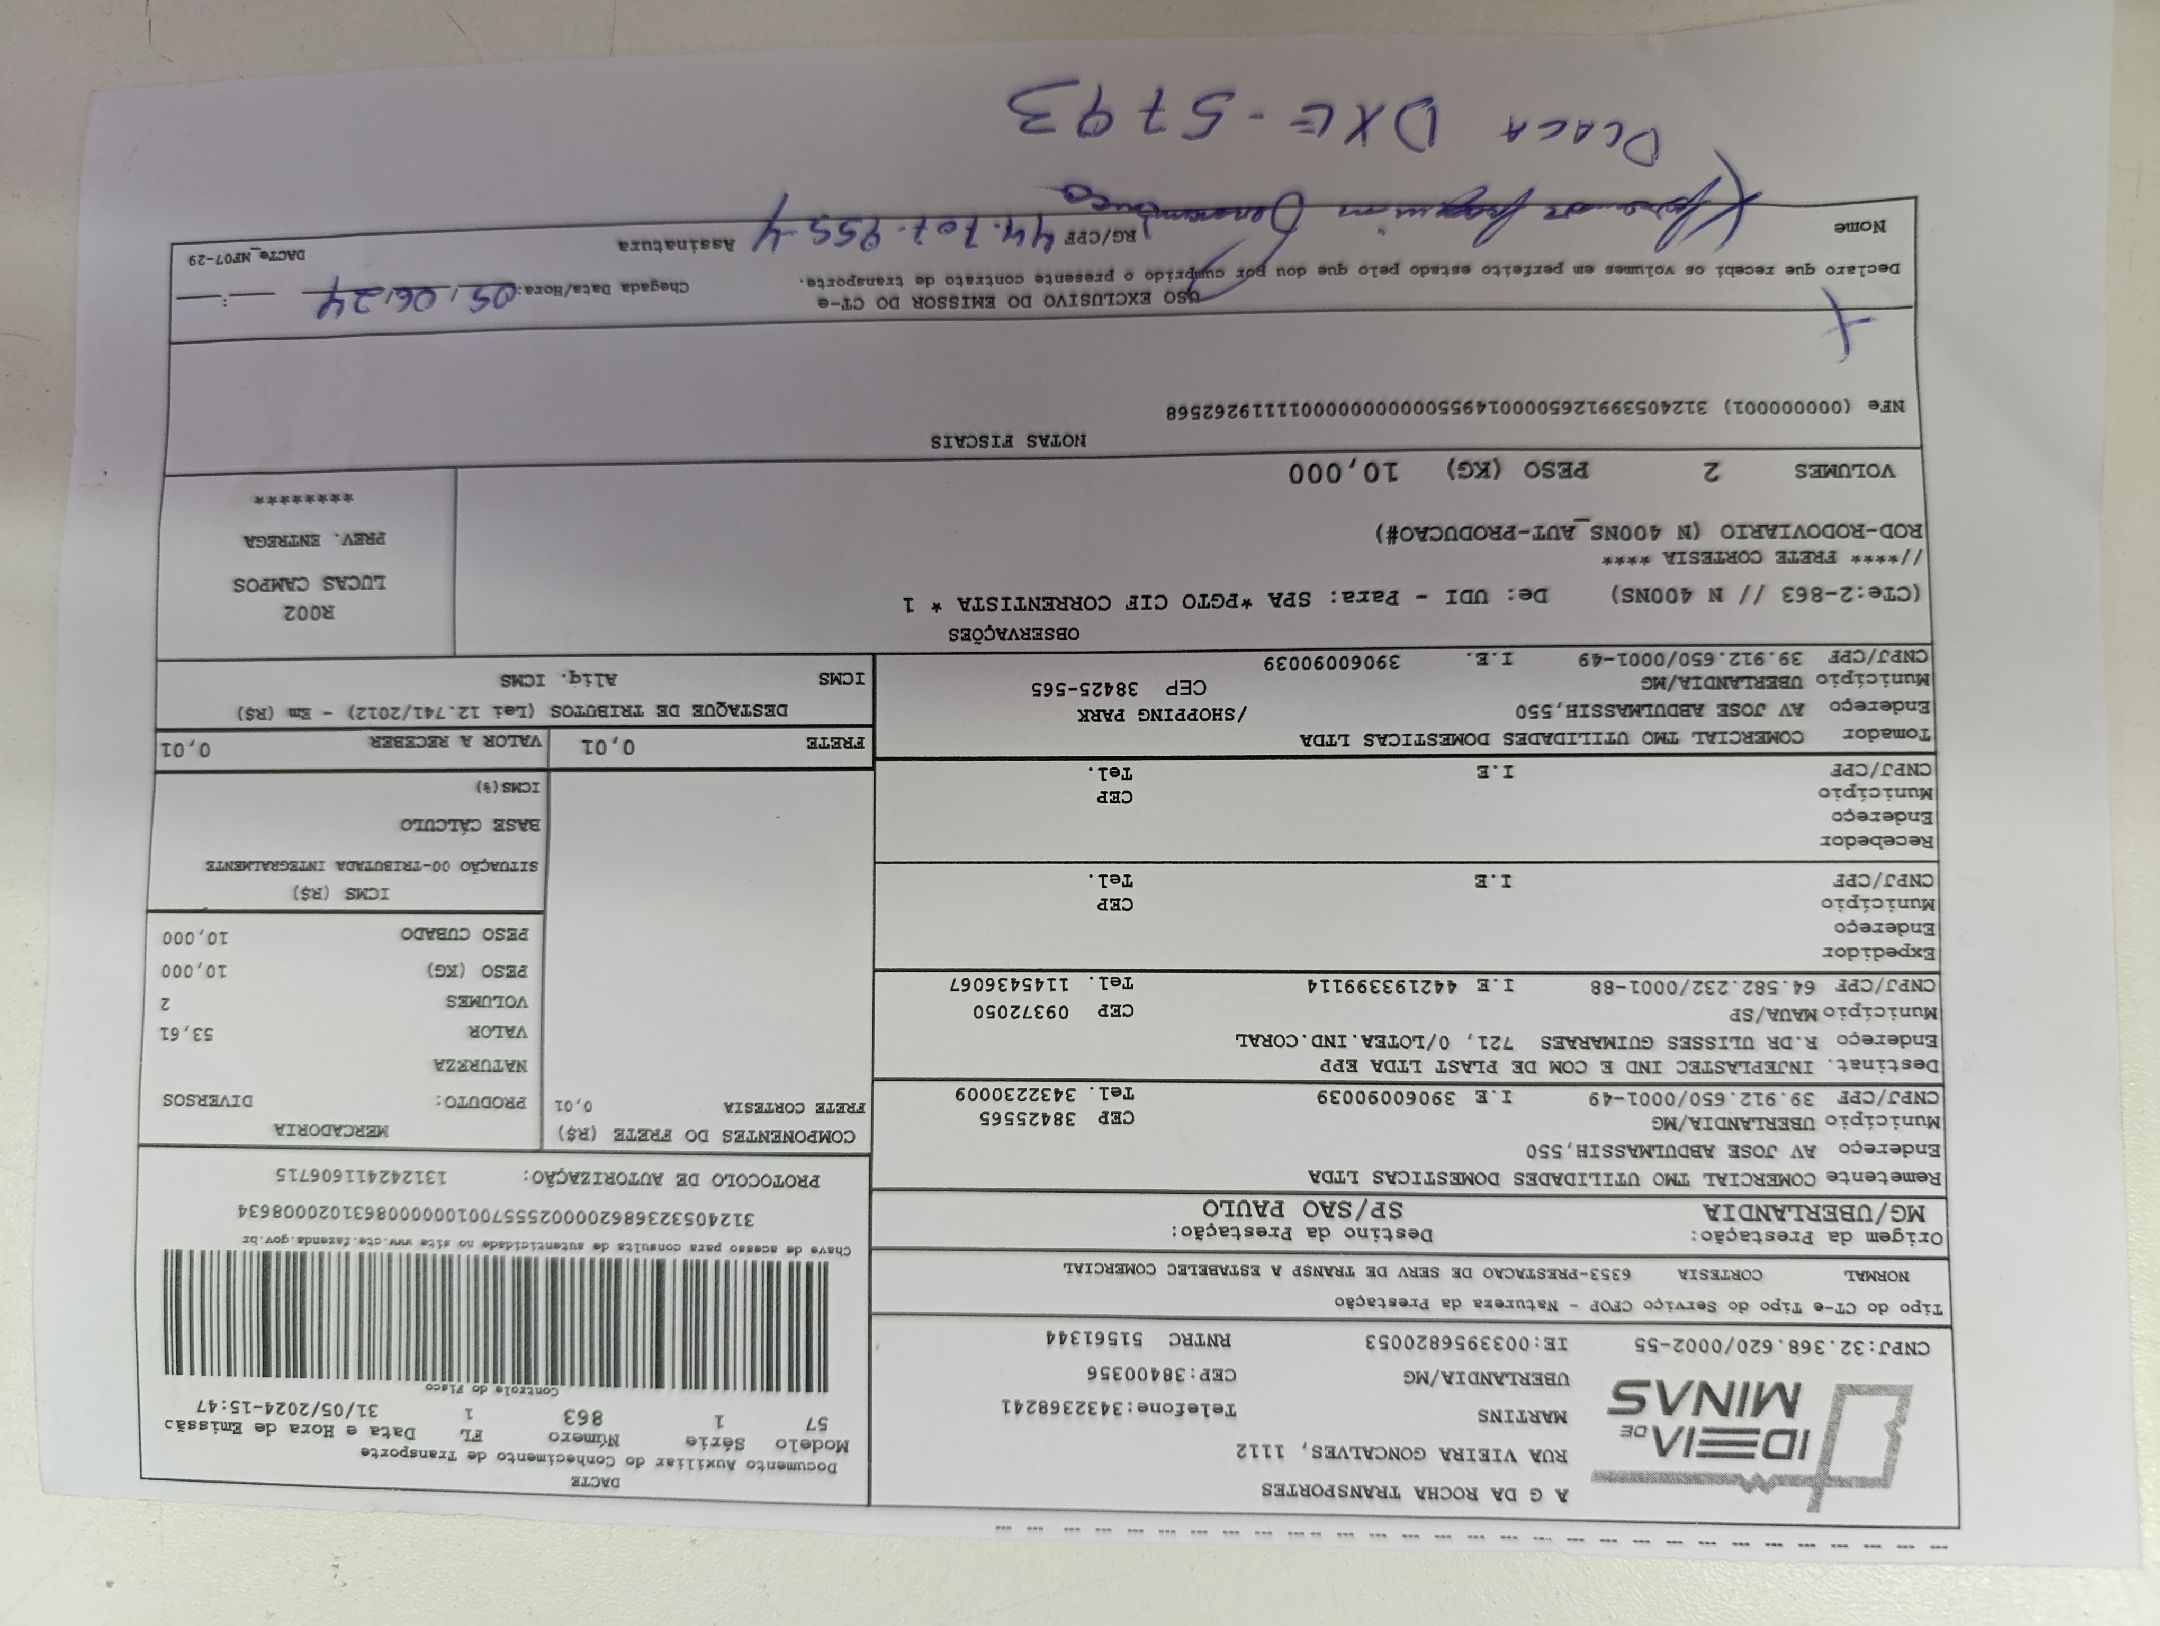 IDEIA DE
MINAS
A G DA ROCHA TRANSPORTES
RUA VIEIRA GONCALVES, 1112
MARTINS Telefone:3432368241
UBERLANDIA/MG CEP:38400356
CNPJ:32.368.620/0002-55 IE:0033956820053 RNTRC 51561344
DACTE
Documento Auxiliar do Conhecimento de Transporte
Modelo Série Número FL Data e Hora de Emissão
57 1 863 1 31/05/2024-15:47
Controle do Fisco
Chave de acesso para consulta de autenticidade no site www.cte.fazenda.gov.br
31240532368620000255570010000008631020008634
PROTOCOLO DE AUTORIZAÇÃO: 131242411606715
Tipo do CT-e Tipo do Serviço CFOP - Natureza da Prestação
NORMAL CORTESIA 6353-PRESTACAO DE SERV DE TRANSP A ESTABELEC COMERCIAL
Origem da Prestação: Destino da Prestação:
MG/UBERLANDIA SP/SAO PAULO
Remetente COMERCIAL TMO UTILIDADES DOMESTICAS LTDA
Endereço AV JOSE ABDULMASSIH,550
Município UBERLANDIA/MG CEP 38425565
CNPJ/CPF 39.912.650/0001-49 I.E 39060090039 Tel. 3432230009
Destinat. INJEPLASTEC IND E COM DE PLAST LTDA EPP
Endereço R.DR ULISSES GUIMARAES 721, 0/LOTEA.IND.CORAL
Município MAUA/SP CEP 09372050
CNPJ/CPF 64.582.232/0001-88 I.E 442193399114 Tel. 1145436067
Expedidor
Endereço
Município CEP
CNPJ/CPF I.E Tel.
Recebedor
Endereço
Município CEP
CNPJ/CPF I.E Tel.
Tomador COMERCIAL TMO UTILIDADES DOMESTICAS LTDA
Endereço AV JOSE ABDULMASSIH,550 /SHOPPING PARK
Município UBERLANDIA/MG CEP 38425-565
CNPJ/CPF 39.912.650/0001-49 I.E. 39060090039
COMPONENTES DO FRETE (R$)
FRETE CORTESIA 0,01
MERCADORIA
PRODUTO: DIVERSOS
NATUREZA
VALOR 53,61
VOLUMES 2
PESO (KG) 10,000
PESO CUBADO 10,000
ICMS (R$)
SITUAÇÃO 00-TRIBUTADA INTEGRALMENTE
BASE CÁLCULO
ICMS(%)
FRETE 0,01 VALOR A RECEBER 0,01
DESTAQUE DE TRIBUTOS (Lei 12.741/2012) - Em (R$)
ICMS Aliq. ICMS
OBSERVAÇÕES
(CTe:2-863 // N 400NS) De: UDI - Para: SPA *PGTO CIF CORRENTISTA * 1
//**** FRETE CORTESIA ****
ROD-RODOVIARIO (N 400NS_AUT-PRODUCAO#)
VOLUMES 2 PESO (KG) 10,000
R002
LUCAS CAMPOS
PREV. ENTREGA
********
NOTAS FISCAIS
NFe (000000001) 312405399126500001495500000000000111119262568
USO EXCLUSIVO DO EMISSOR DO CT-e
Declaro que recebi os volumes em perfeito estado pelo que dou por cumprido o presente contrato de transporte.
Chegada Data/Hora: 05/06/24 __:__
Nome RG/CPF 44.707.955-4 Assinatura
DACTe_MF07-29
PLACA DXE-5793